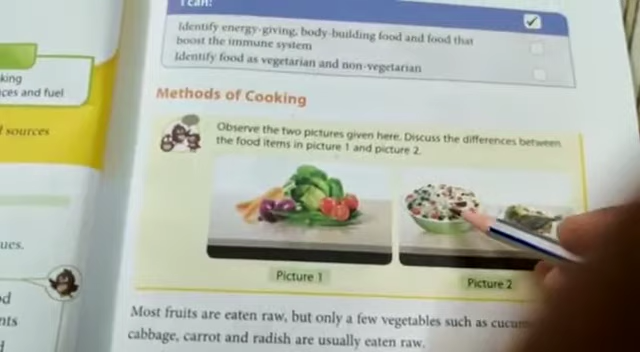 I can:
Identify energy-giving, body-building food and food that
boost the immune system
Identify food as vegetarian and non-vegetarian
king
ces and fuel
sources
ues.
nts
Methods of Cooking
Observe the two pictures given here. Discuss the differences between
the food items in picture 1 and picture 2.
Picture 1
Picture 2
Most fruits are eaten raw, but only a few vegetables such as
cabbage, carrot and radish are usually eaten raw.